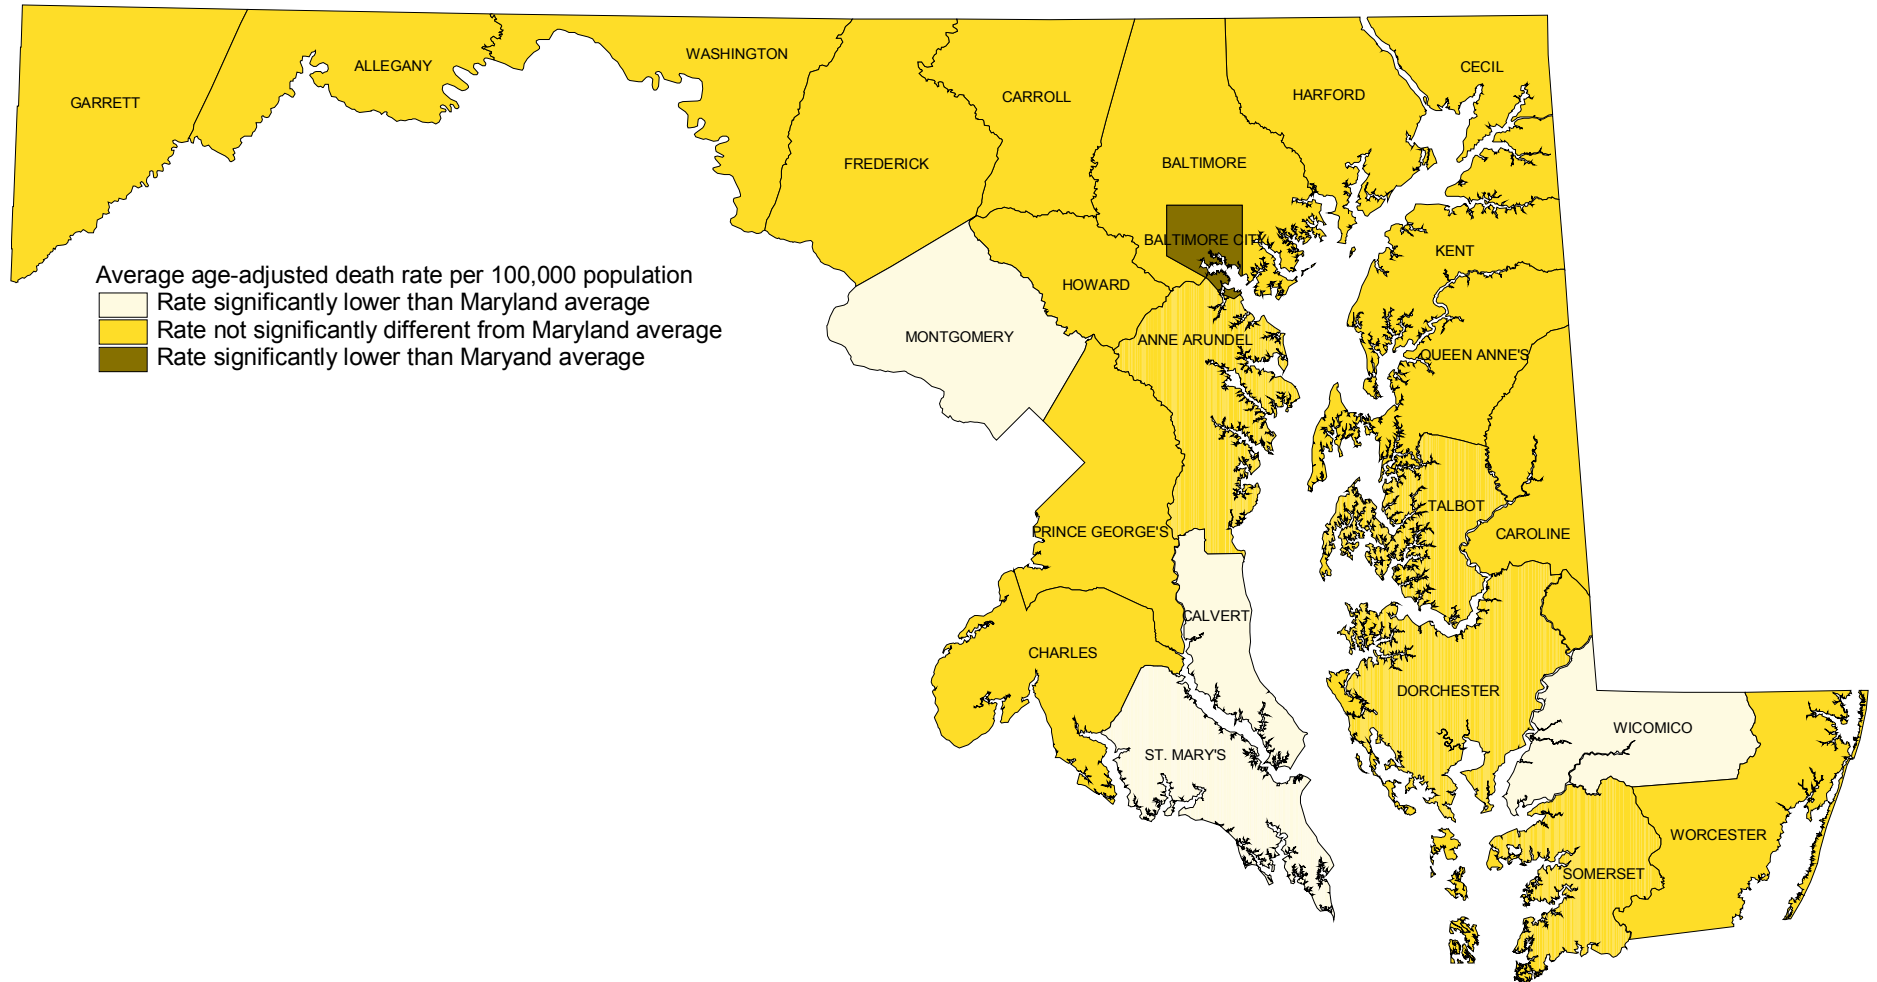 WASHINGTON
ALLEGANY
CECIL
GARRETT
CARROLL
HARFORD
FREDERICK
BALTIMORE
BALTIMORE CITY
KENT
Average age-adjusted death rate per 100,000 population
Rate significantly lower than Maryland average
Rate not significantly different from Maryland average
Rate significantly lower than Maryand average
HOWARD
MONTGOMERY
ANNE ARUNDEL
QUEEN ANNE'S
TALBOT
PRINCE GEORGE'S
CAROLINE
CALVERT
CHARLES
DORCHESTER
WICOMICO
ST. MARY'S
WORCESTER
SOMERSET